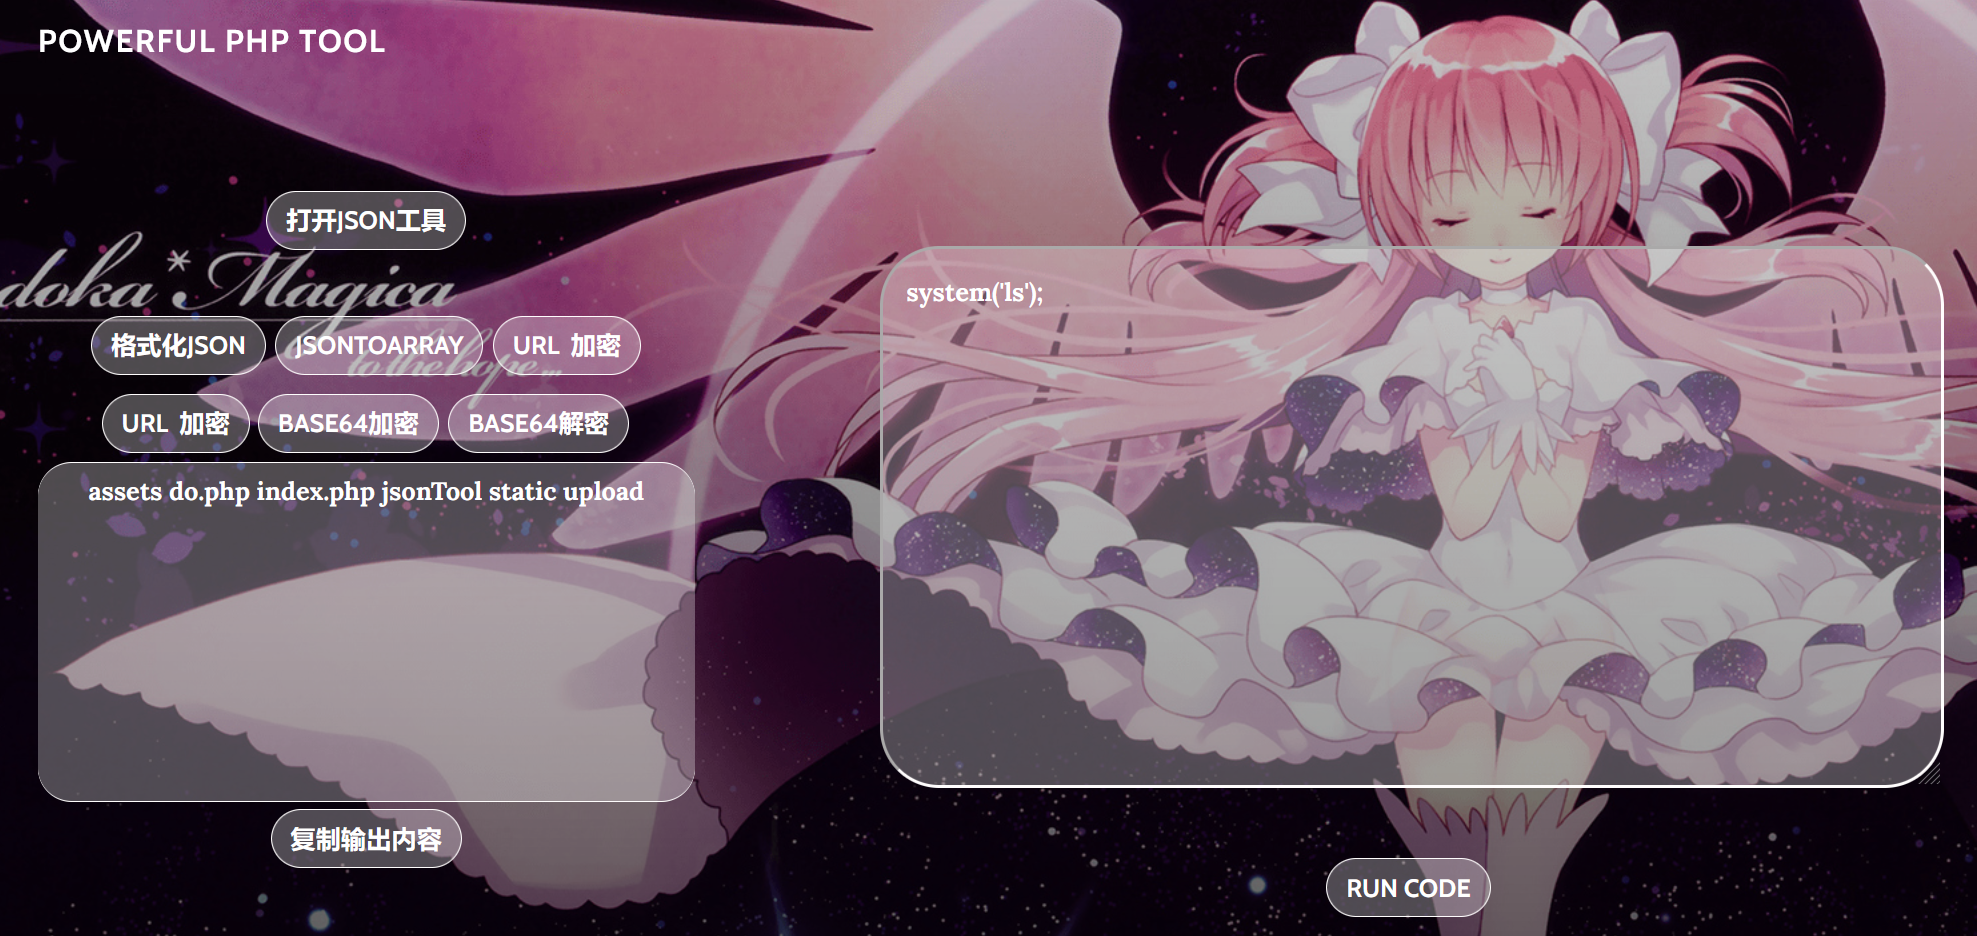 POWERFUL PHP TOOL
打开JSON工具
doka * Magica
to the hope...
格式化JSON
JSONTOARRAY
URL 加密
URL 加密
BASE64加密
BASE64解密
assets do.php index.php jsonTool static upload
复制输出内容
system('ls');
RUN CODE